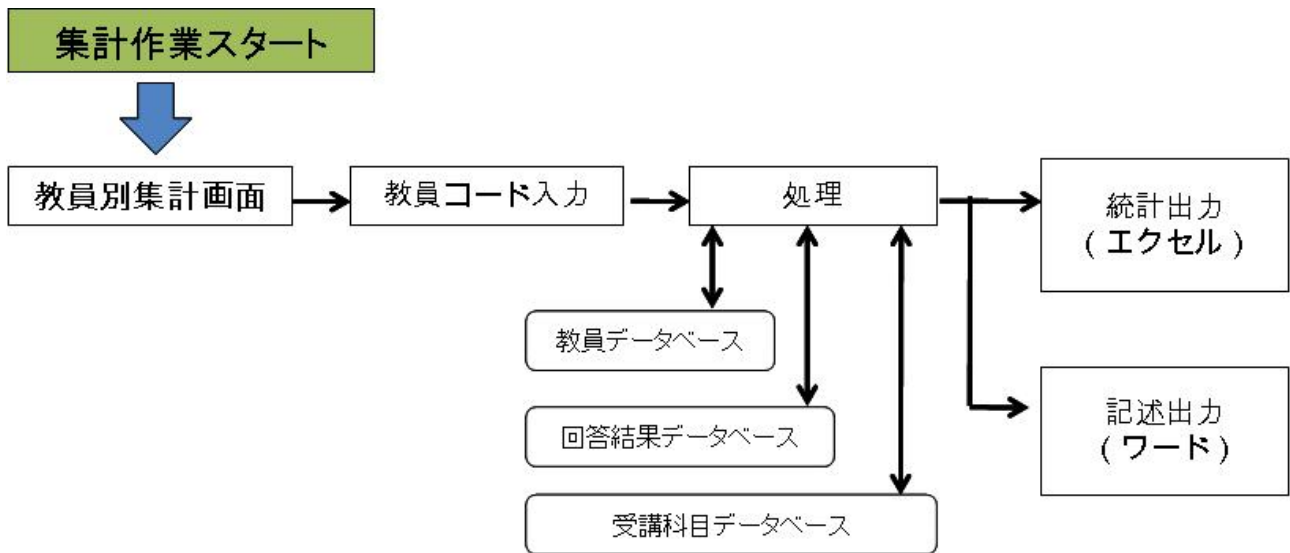 集計作業スタート
教員別集計画面
教員コード入力
処理
統計出力
(エクセル)
教員データベース
回答結果データベース
受講科目データベース
記述出力
(ワード)